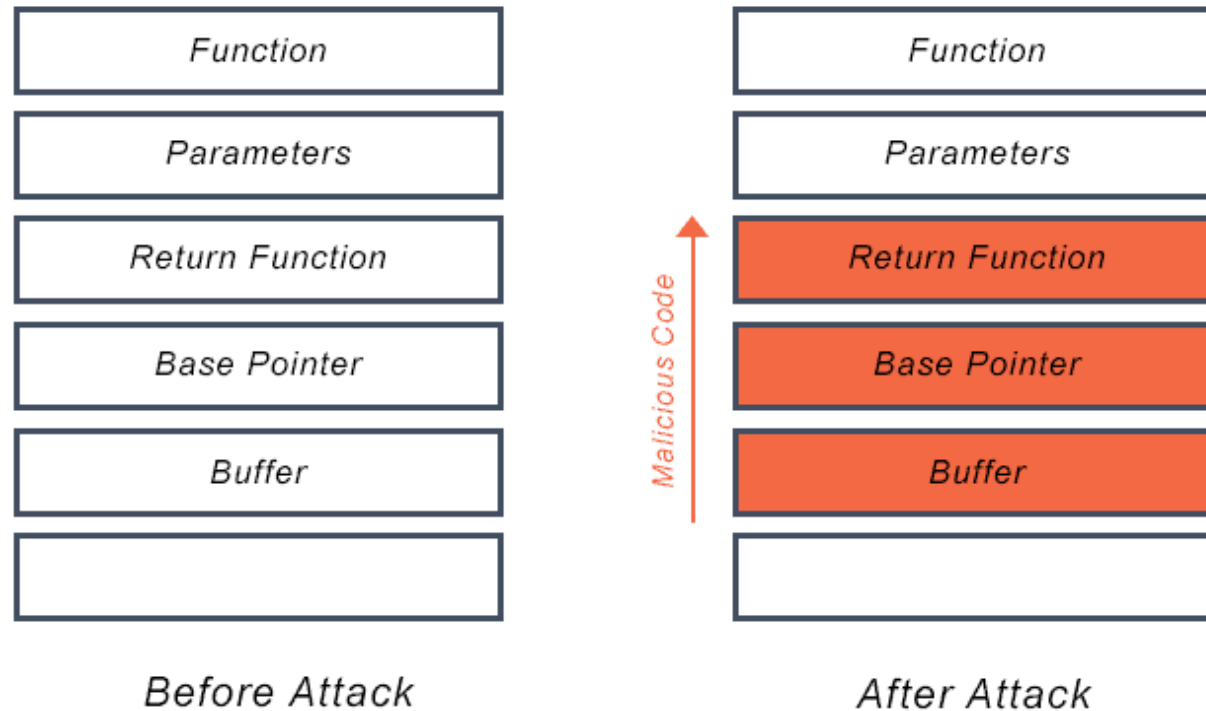 Function
Parameters
Return Function
Base Pointer
Buffer
Before Attack
Malicious Code
Function
Parameters
Return Function
Base Pointer
Buffer
After Attack